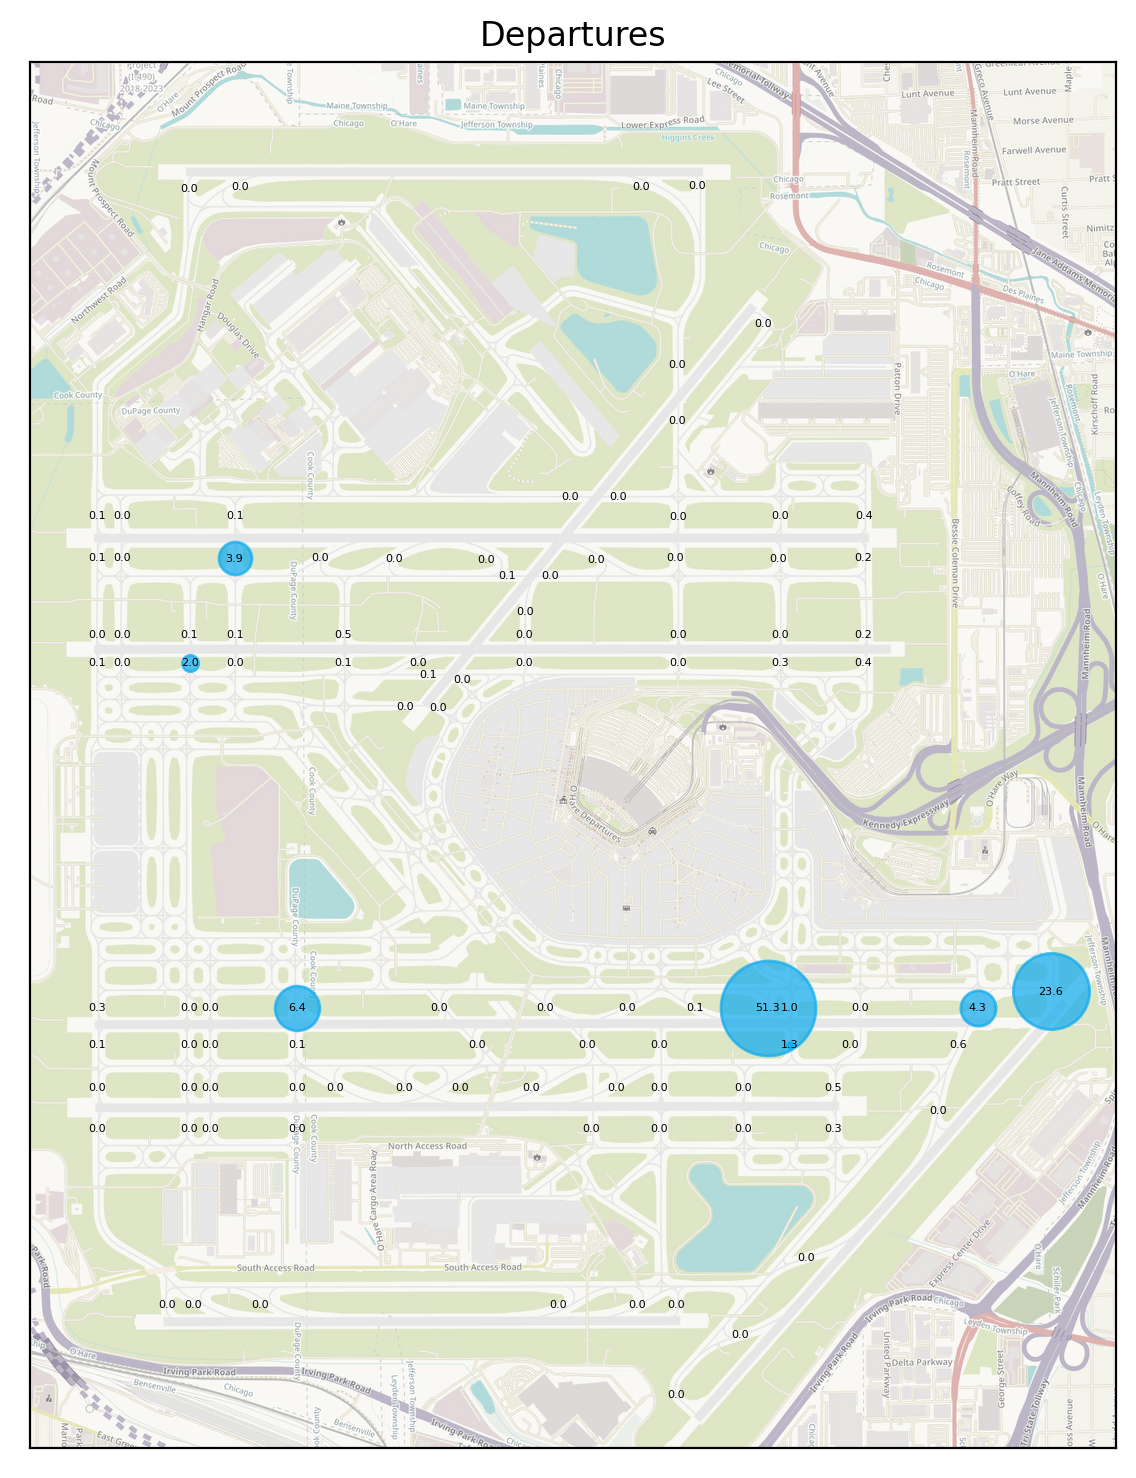 Departures
Project
(I-490)
2018-2023
Road
O'Hare
Mount Prospect Road
Chicago
Maine Township
Maine Township
Chicago
O'Hare
Jefferson Township
Lower Express Road
Higgins Creek
Chicago
Lee Street
Lunt Avenue
Lunt Avenue
Morse Avenue
Farwell Avenue
Pratt Street
Mannheim Road
Rosemont
Curtis Street
Chicago
Rosemont
Chicago
Rosemont
Chicago
Des Plaines
Jefferson Township
Mount Prospect Road
0.0 0.0 0.0 0.0
Northwest Road
Hangar Road
Douglas Drive
Cook County
DuPage County
Cook County
0.0
0.0
0.0
Patton Drive
Maine Township
O'Hare
Rosemont
Jefferson Township
Kirschoff Road
Mannheim Road
Coffey Road
Chicago
Leyden Township
0.0 0.0
0.1 0.0 0.1 0.0 0.0 0.4
0.1 0.0 3.9 0.0 0.0 0.0 0.0 0.0 0.0 0.2
0.1 0.0
DuPage County
Bessie Coleman Drive
O'Hare
0.0
0.0 0.0 0.1 0.1 0.5 0.0 0.0 0.0 0.2
0.1 0.0 2.0 0.0 0.1 0.0 0.0 0.0 0.3 0.4
0.1 0.0
0.0 0.0
Mannheim Road
Cook County
O'Hare Departures
Kennedy Expressway
O'Hare Way
Mannheim Road
DuPage County
Cook County
Jefferson Township
23.6
0.3 0.0 0.0 6.4 0.0 0.0 0.0 0.1 51.3 1.0 0.0 4.3
0.1 0.0 0.0 0.1 0.0 0.0 0.0 1.3 0.0 0.6
0.0 0.0 0.0 0.0 0.0 0.0 0.0 0.0 0.0 0.0 0.0 0.5
0.0
0.0 0.0 0.0 0.0 0.0 0.0 0.0 0.3
DuPage County
Cook County
North Access Road
O'Hare Cargo Area Road
Jefferson Township
Mannheim Road
Express Center Drive
O'Hare
Schiller Park
0.0
South Access Road
South Access Road
0.0 0.0 0.0 0.0 0.0 0.0
0.0
Park Road
O'Hare
DuPage County
Irving Park Road
Chicago
Leyden Township
Irving Park Road
Irving Park Road
Bensenville
Chicago
Leyden Township
Jefferson Township
Irving Park Road
United Parkway
Delta Parkway
George Street
0.0
Bensenville
Irving Park Road
Tri-State Tollway